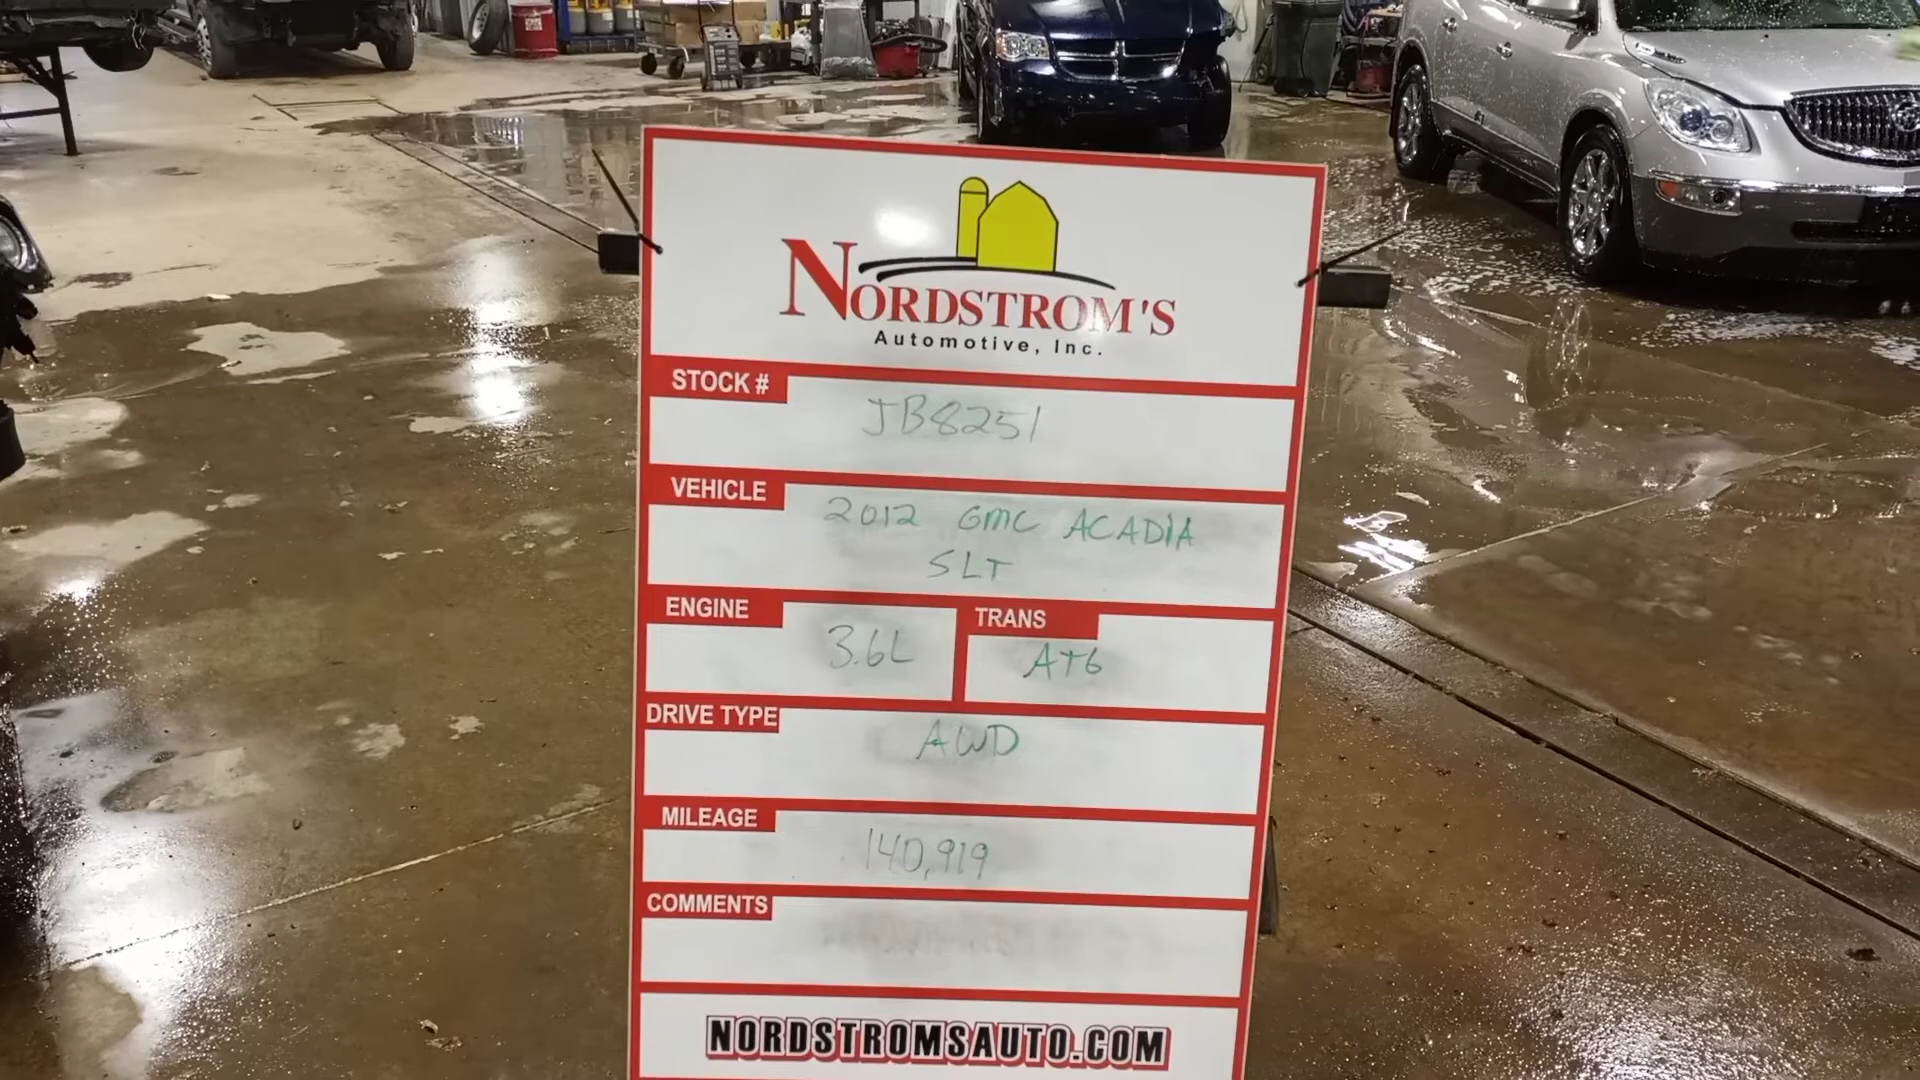 NORDSTROM'S
Automotive, Inc.
STOCK #
JB8251
VEHICLE
2012 GMC ACADIA
SLT
ENGINE
3.6L
TRANS
AT6
DRIVE TYPE
AWD
MILEAGE
140,919
COMMENTS
NORDSTROMSAUTO.COM